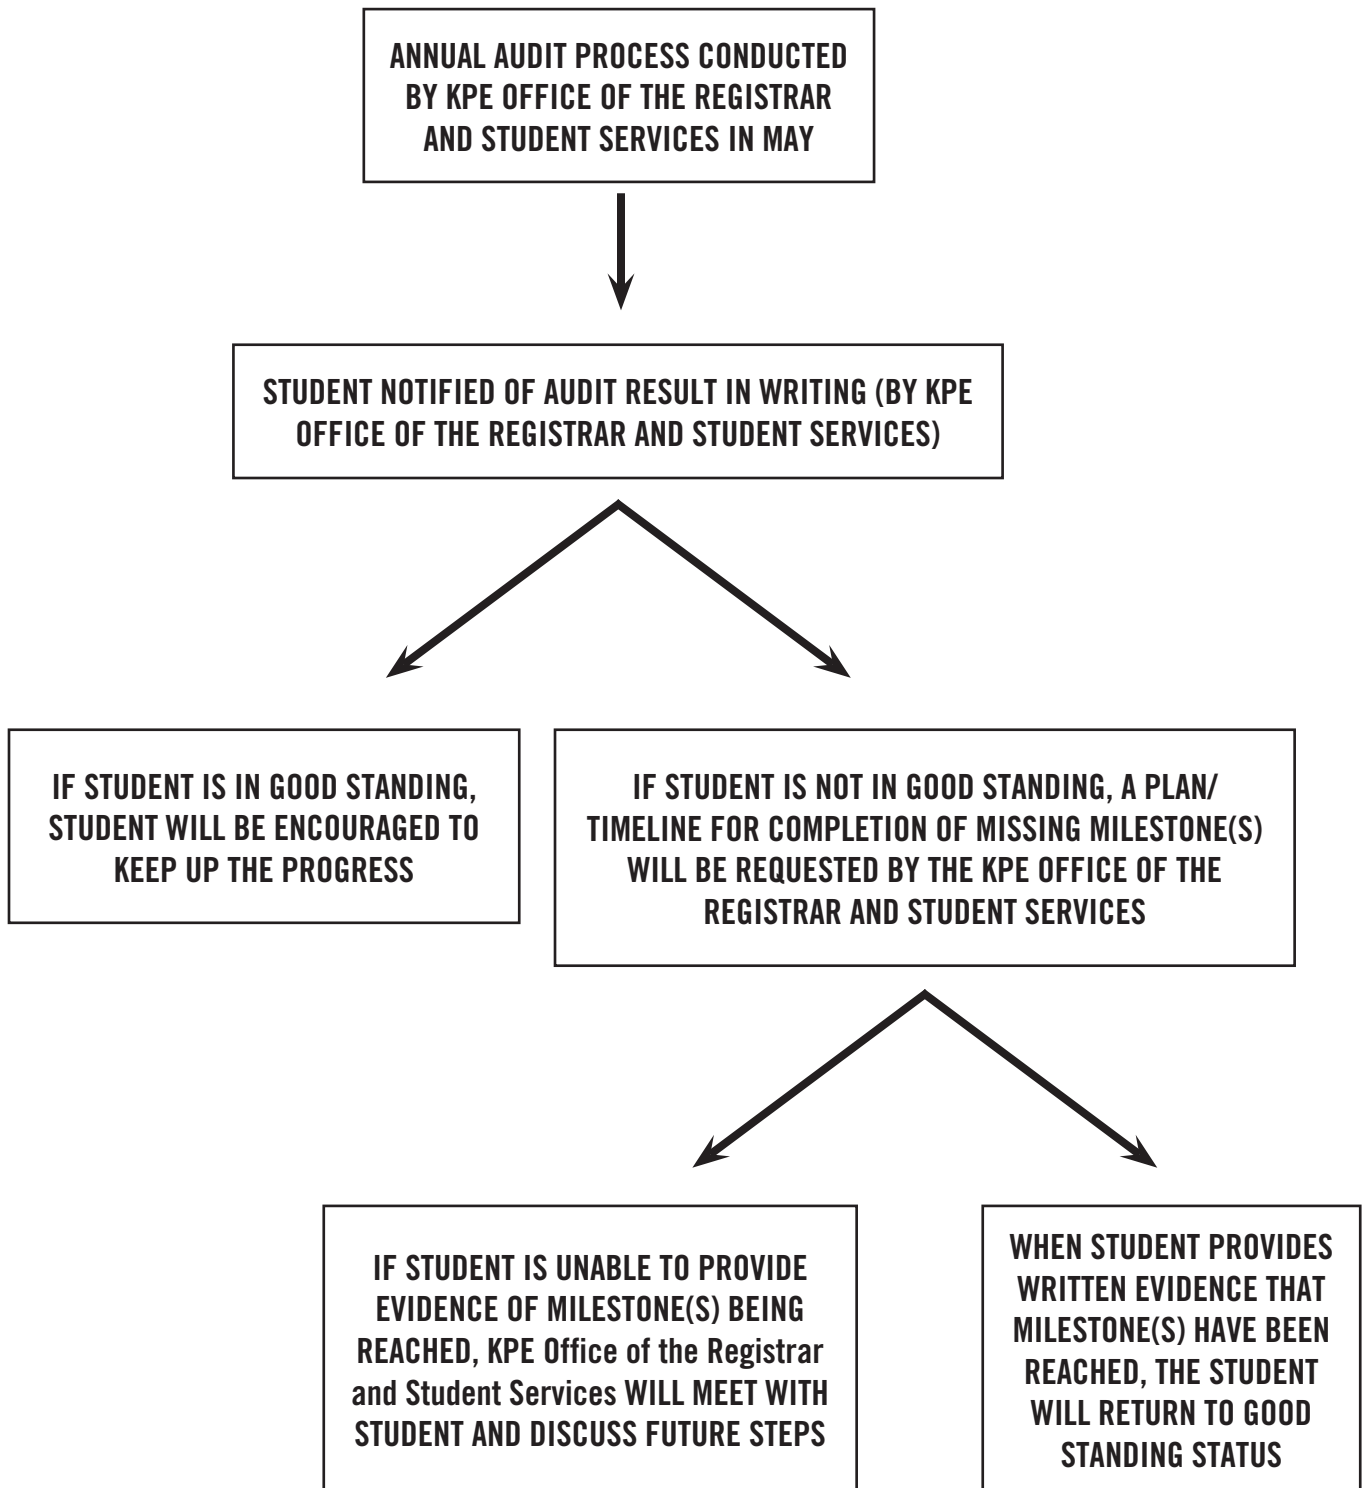 ANNUAL AUDIT PROCESS CONDUCTED
BY KPE OFFICE OF THE REGISTRAR
AND STUDENT SERVICES IN MAY
STUDENT NOTIFIED OF AUDIT RESULT IN WRITING (BY KPE
OFFICE OF THE REGISTRAR AND STUDENT SERVICES)
IF STUDENT IS IN GOOD STANDING,
STUDENT WILL BE ENCOURAGED TO
KEEP UP THE PROGRESS
IF STUDENT IS NOT IN GOOD STANDING, A PLAN/
TIMELINE FOR COMPLETION OF MISSING MILESTONE(S)
WILL BE REQUESTED BY THE KPE OFFICE OF THE
REGISTRAR AND STUDENT SERVICES
IF STUDENT IS UNABLE TO PROVIDE
EVIDENCE OF MILESTONE(S) BEING
REACHED, KPE Office of the Registrar
and Student Services WILL MEET WITH
STUDENT AND DISCUSS FUTURE STEPS
WHEN STUDENT PROVIDES
WRITTEN EVIDENCE THAT
MILESTONE(S) HAVE BEEN
REACHED, THE STUDENT
WILL RETURN TO GOOD
STANDING STATUS